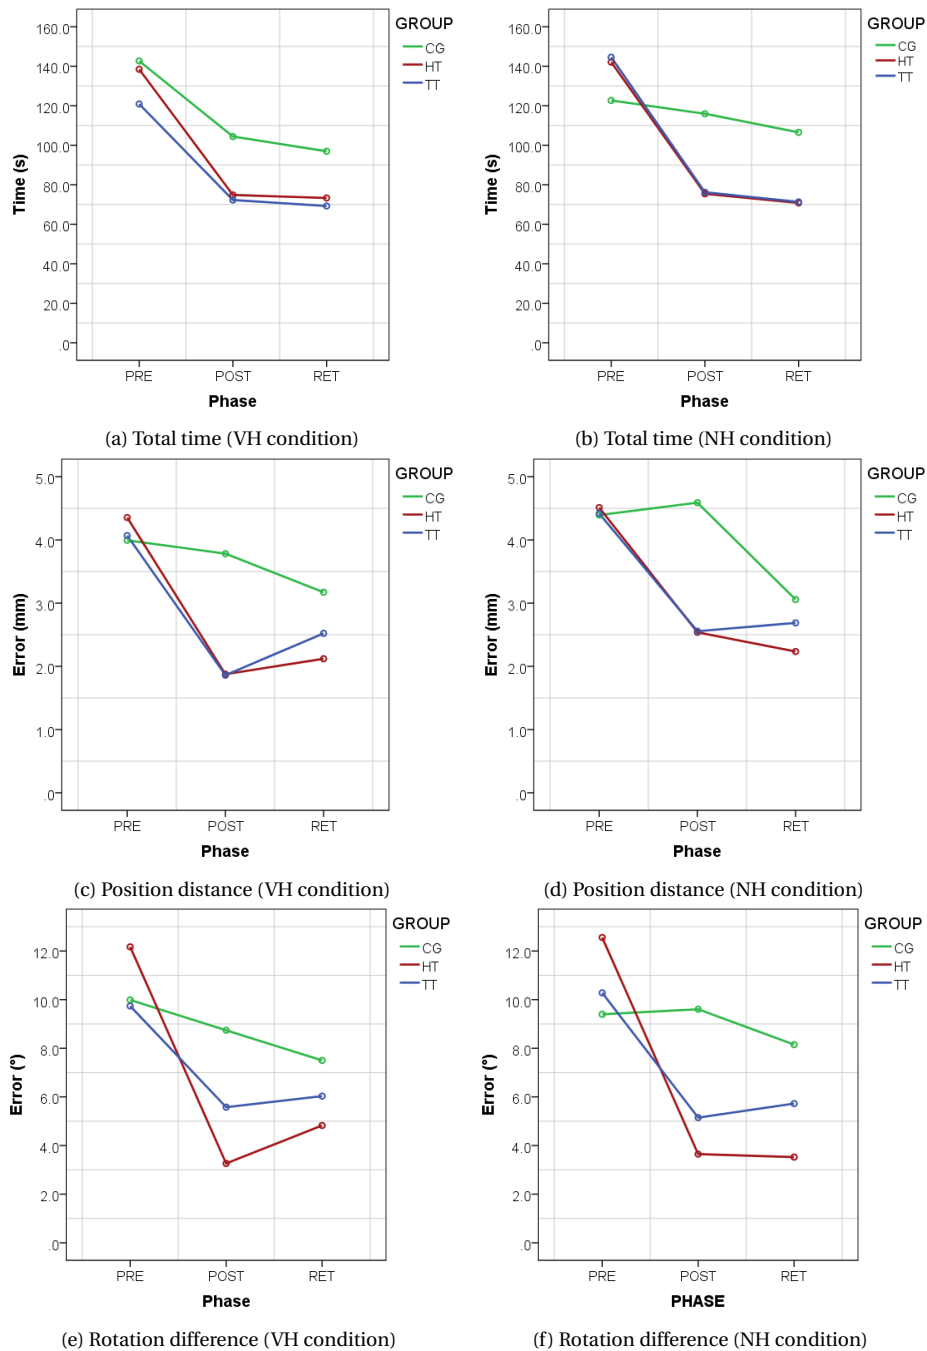 GROUP
CG
HT
TT
160.0
140.0
120.0
100.0
80.0
60.0
40.0
20.0
.0
Time (s)
PRE POST RET
Phase
(a) Total time (VH condition)
GROUP
CG
HT
TT
160.0
140.0
120.0
100.0
80.0
60.0
40.0
20.0
.0
Time (s)
PRE POST RET
Phase
(b) Total time (NH condition)
GROUP
CG
HT
TT
5.0
4.0
3.0
2.0
1.0
.0
Error (mm)
PRE POST RET
Phase
(c) Position distance (VH condition)
GROUP
CG
HT
TT
5.0
4.0
3.0
2.0
1.0
.0
Error (mm)
PRE POST RET
Phase
(d) Position distance (NH condition)
GROUP
CG
HT
TT
12.0
10.0
8.0
6.0
4.0
2.0
.0
Error (°)
PRE POST RET
Phase
(e) Rotation difference (VH condition)
GROUP
CG
HT
TT
12.0
10.0
8.0
6.0
4.0
2.0
.0
Error (°)
PRE POST RET
PHASE
(f) Rotation difference (NH condition)